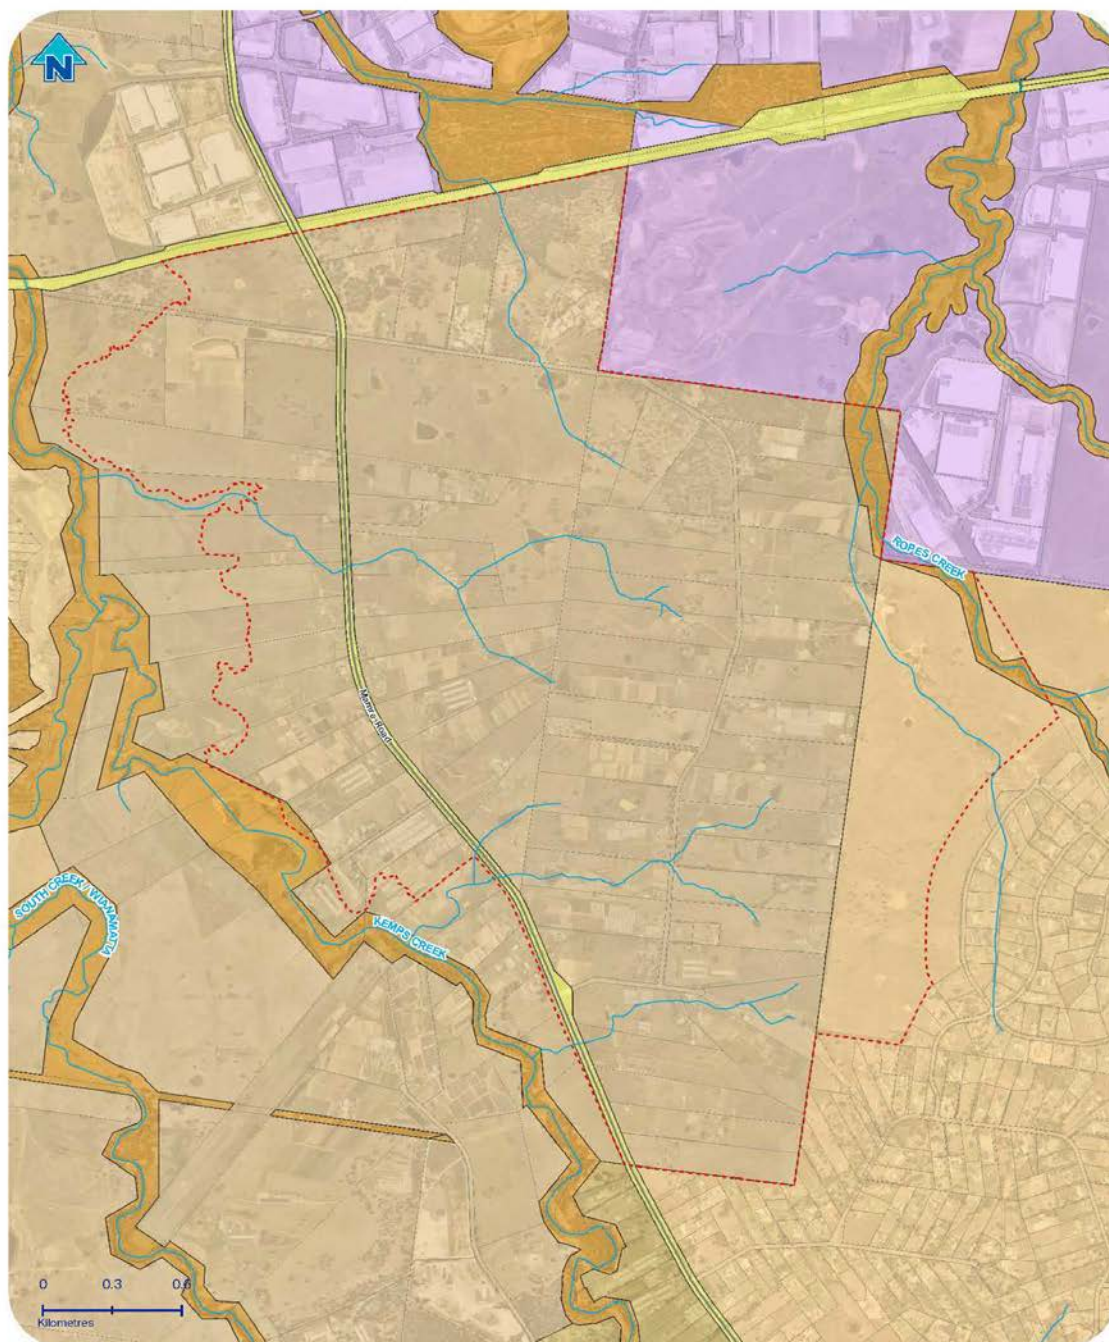 N
ROPES CREEK
Mamre Road
SOUTH CREEK / WIANAMATTA
KEMPS CREEK
0 0.3 0.6
Kilometres